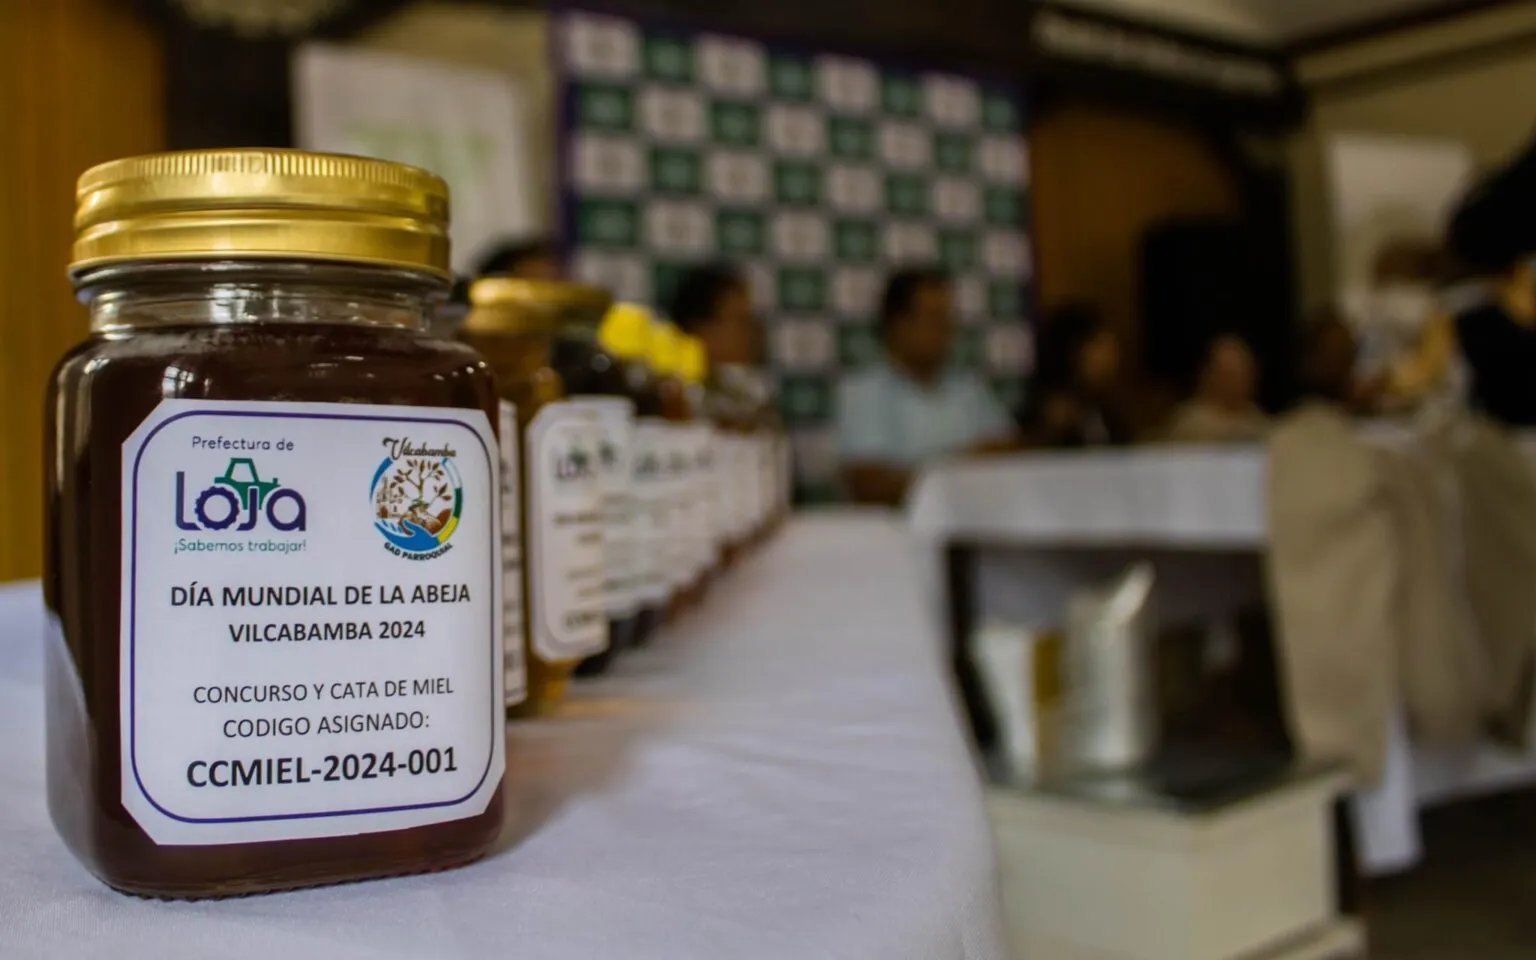 Prefectura de
Loja
¡Sabemos trabajar!
Vilcabamba
GAD PARROQUIAL
DÍA MUNDIAL DE LA ABEJA
VILCABAMBA 2024
CONCURSO Y CATA DE MIEL
CODIGO ASIGNADO:
CCMIEL-2024-001